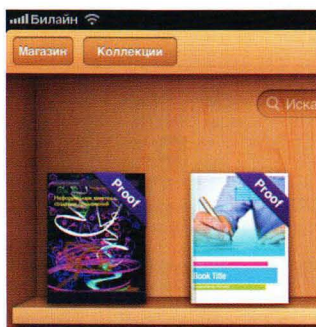 Билайн
Магазин
Коллекции
Иска
Proof
Proof
Book Title